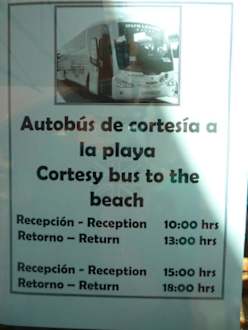 Autobús de cortesía a
la playa
Cortesy bus to the
beach
Recepción - Reception 10:00 hrs
Retorno – Return 13:00 hrs
Recepción - Reception 15:00 hrs
Retorno – Return 18:00 hrs